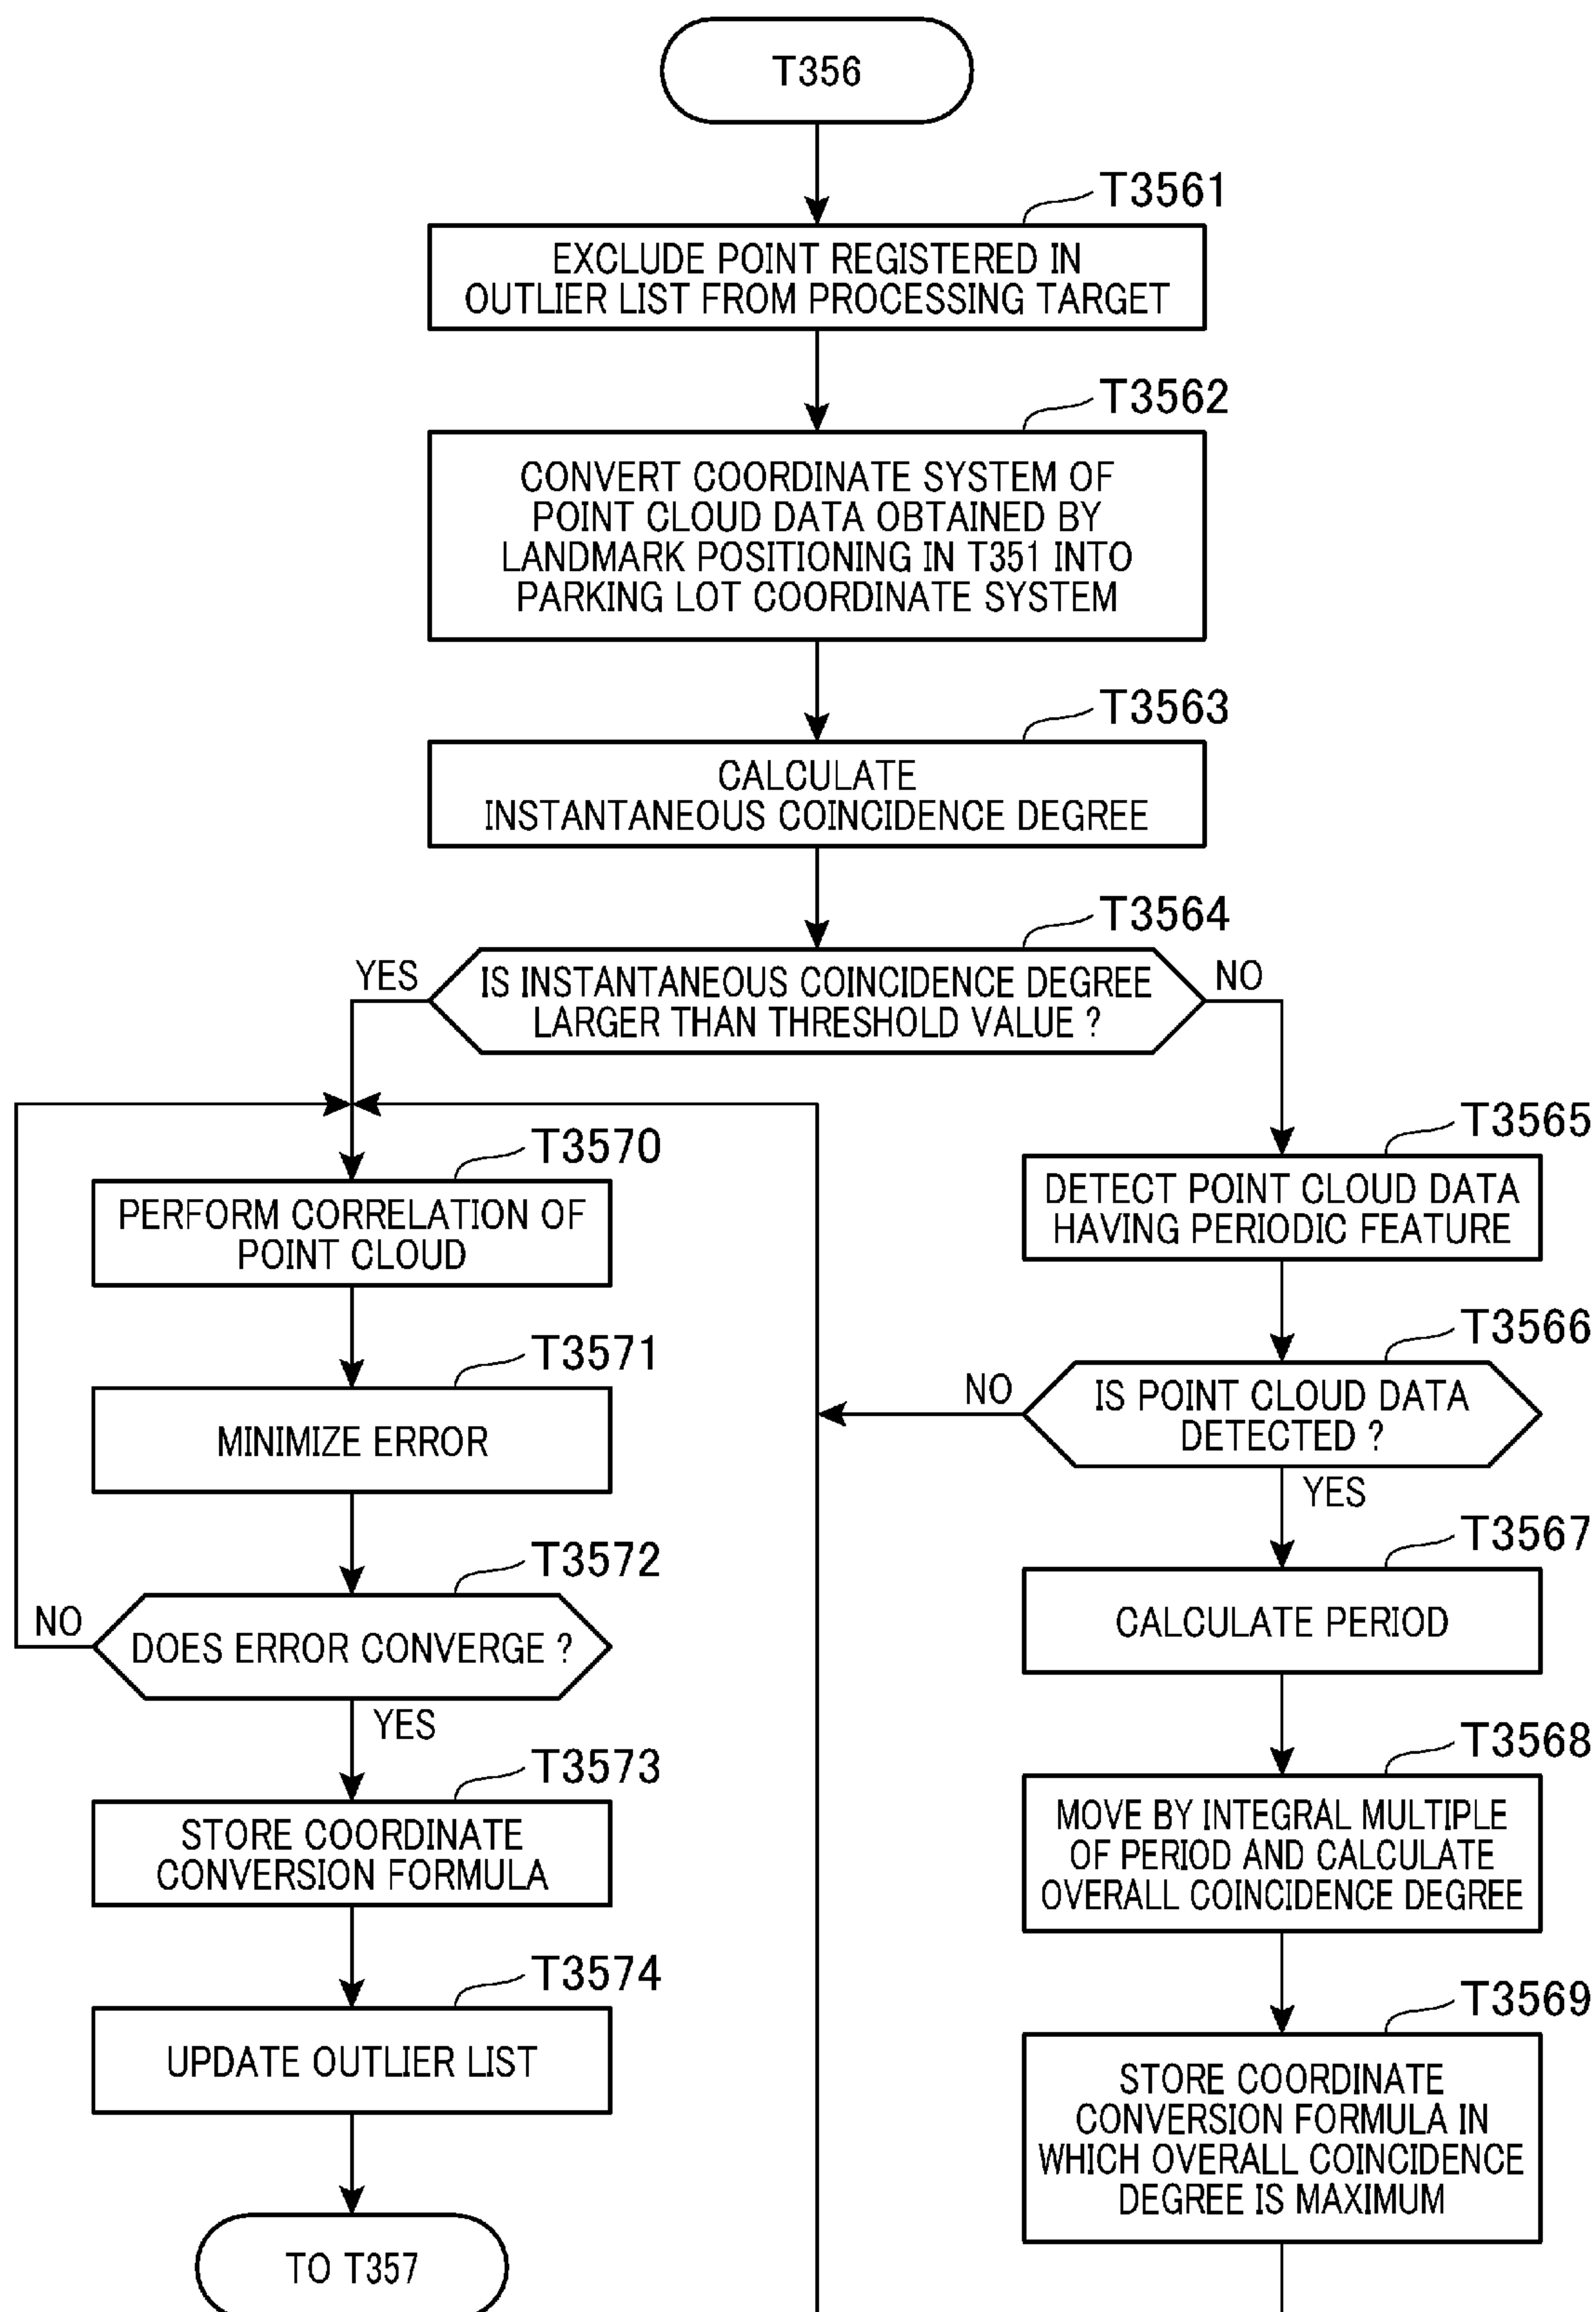 T356
T3561
EXCLUDE POINT REGISTERED IN
OUTLIER LIST FROM PROCESSING TARGET
T3562
CONVERT COORDINATE SYSTEM OF
POINT CLOUD DATA OBTAINED BY
LANDMARK POSITIONING IN T351 INTO
PARKING LOT COORDINATE SYSTEM
T3563
CALCULATE
INSTANTANEOUS COINCIDENCE DEGREE
T3564
YES
IS INSTANTANEOUS COINCIDENCE DEGREE
LARGER THAN THRESHOLD VALUE ?
NO
T3570
PERFORM CORRELATION OF
POINT CLOUD
T3571
MINIMIZE ERROR
T3572
NO
DOES ERROR CONVERGE ?
YES
T3573
STORE COORDINATE
CONVERSION FORMULA
T3574
UPDATE OUTLIER LIST
TO T357
T3565
DETECT POINT CLOUD DATA
HAVING PERIODIC FEATURE
T3566
NO
IS POINT CLOUD DATA
DETECTED ?
YES
T3567
CALCULATE PERIOD
T3568
MOVE BY INTEGRAL MULTIPLE
OF PERIOD AND CALCULATE
OVERALL COINCIDENCE DEGREE
T3569
STORE COORDINATE
CONVERSION FORMULA IN
WHICH OVERALL COINCIDENCE
DEGREE IS MAXIMUM